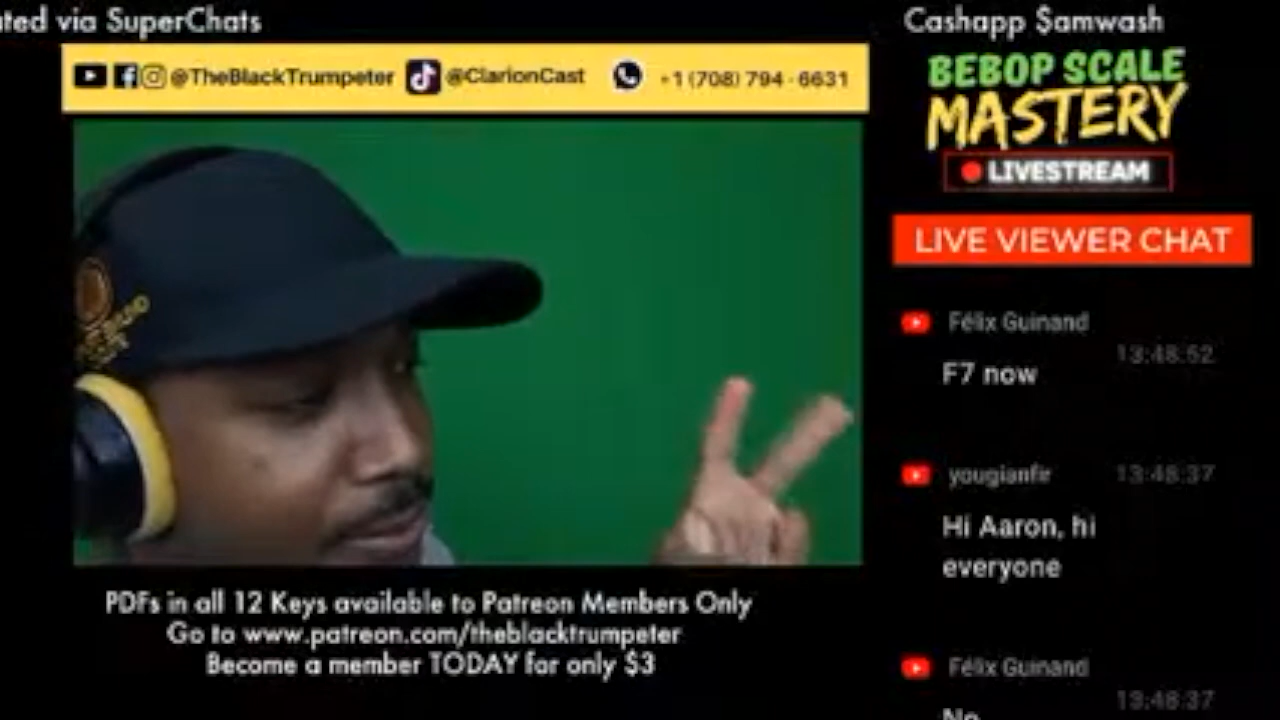 ated via SuperChats
Cashapp $amwash
@TheBlackTrumpeter @ClarionCast +1 (708) 794-6631
BEBOP SCALE
MASTERY
LIVESTREAM
LIVE VIEWER CHAT
Félix Guinand
13:48:52
F7 now
yougianfir 13:48:37
Hi Aaron, hi
everyone
Félix Guinand
13:48:37
No
PDFs in all 12 Keys available to Patreon Members Only
Go to www.patreon.com/theblacktrumpeter
Become a member TODAY for only $3